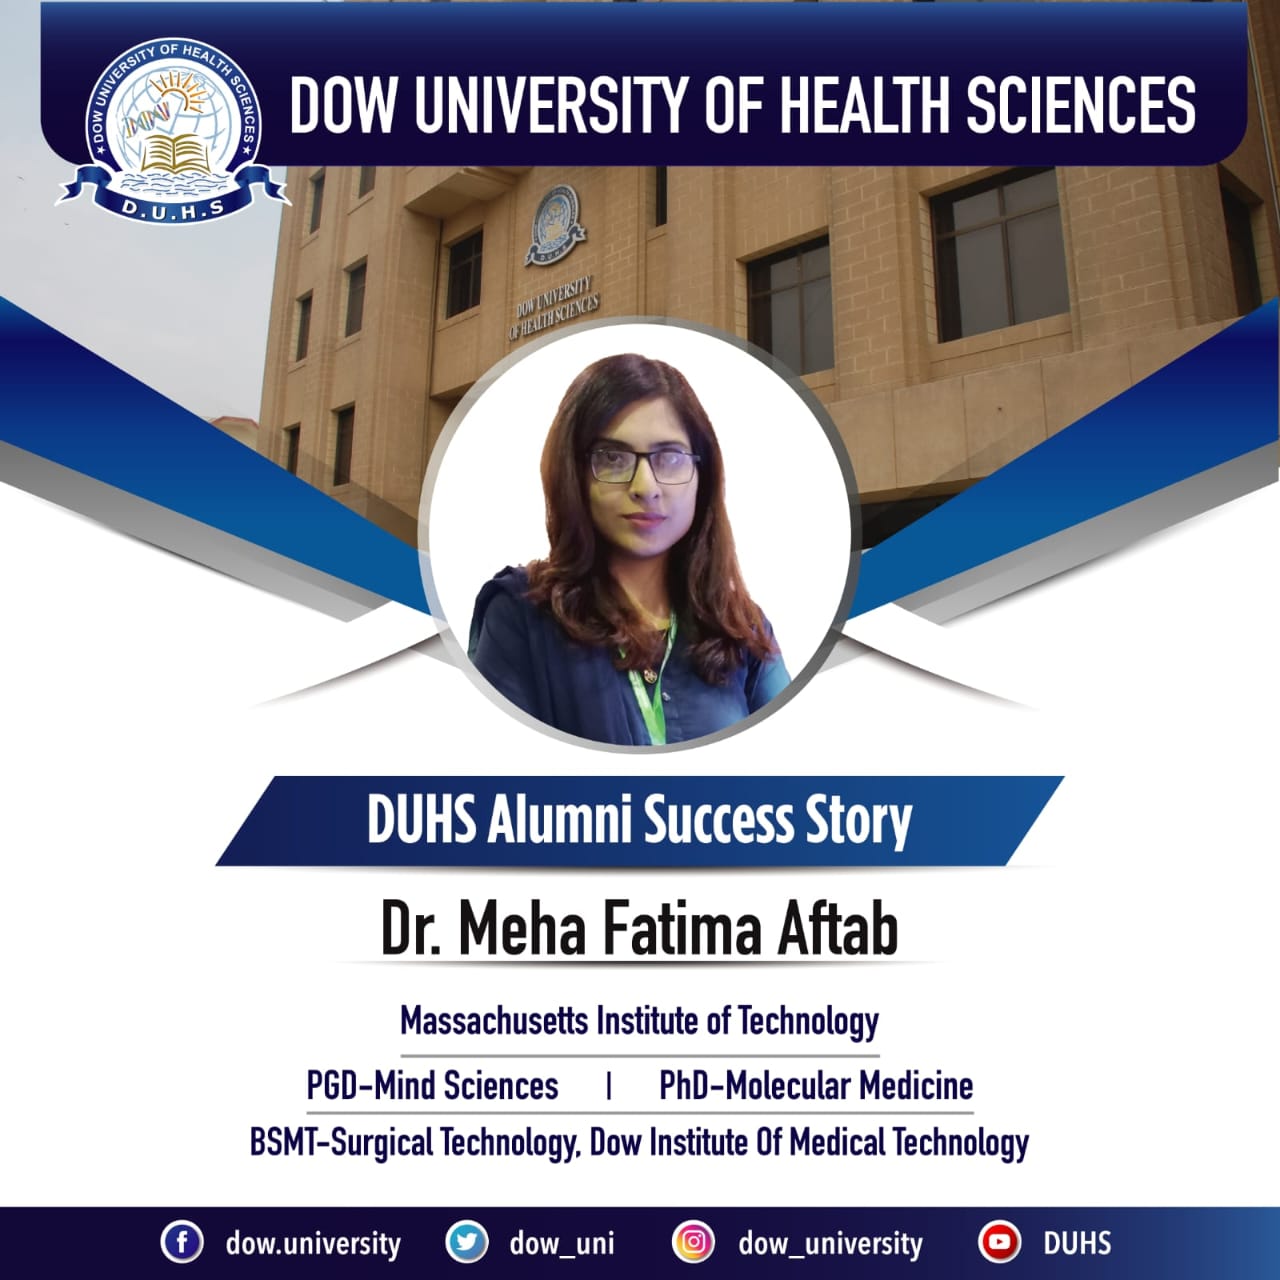 DOW UNIVERSITY OF HEALTH SCIENCES
DOW UNIVERSITY OF HEALTH SCIENCES
D.U.H.S
D U H S
DOW UNIVERSITY
OF HEALTH SCIENCES
DUHS Alumni Success Story
Dr. Meha Fatima Aftab
Massachusetts Institute of Technology
PGD-Mind Sciences | PhD-Molecular Medicine
BSMT-Surgical Technology, Dow Institute Of Medical Technology
dow.university dow_uni dow_university DUHS